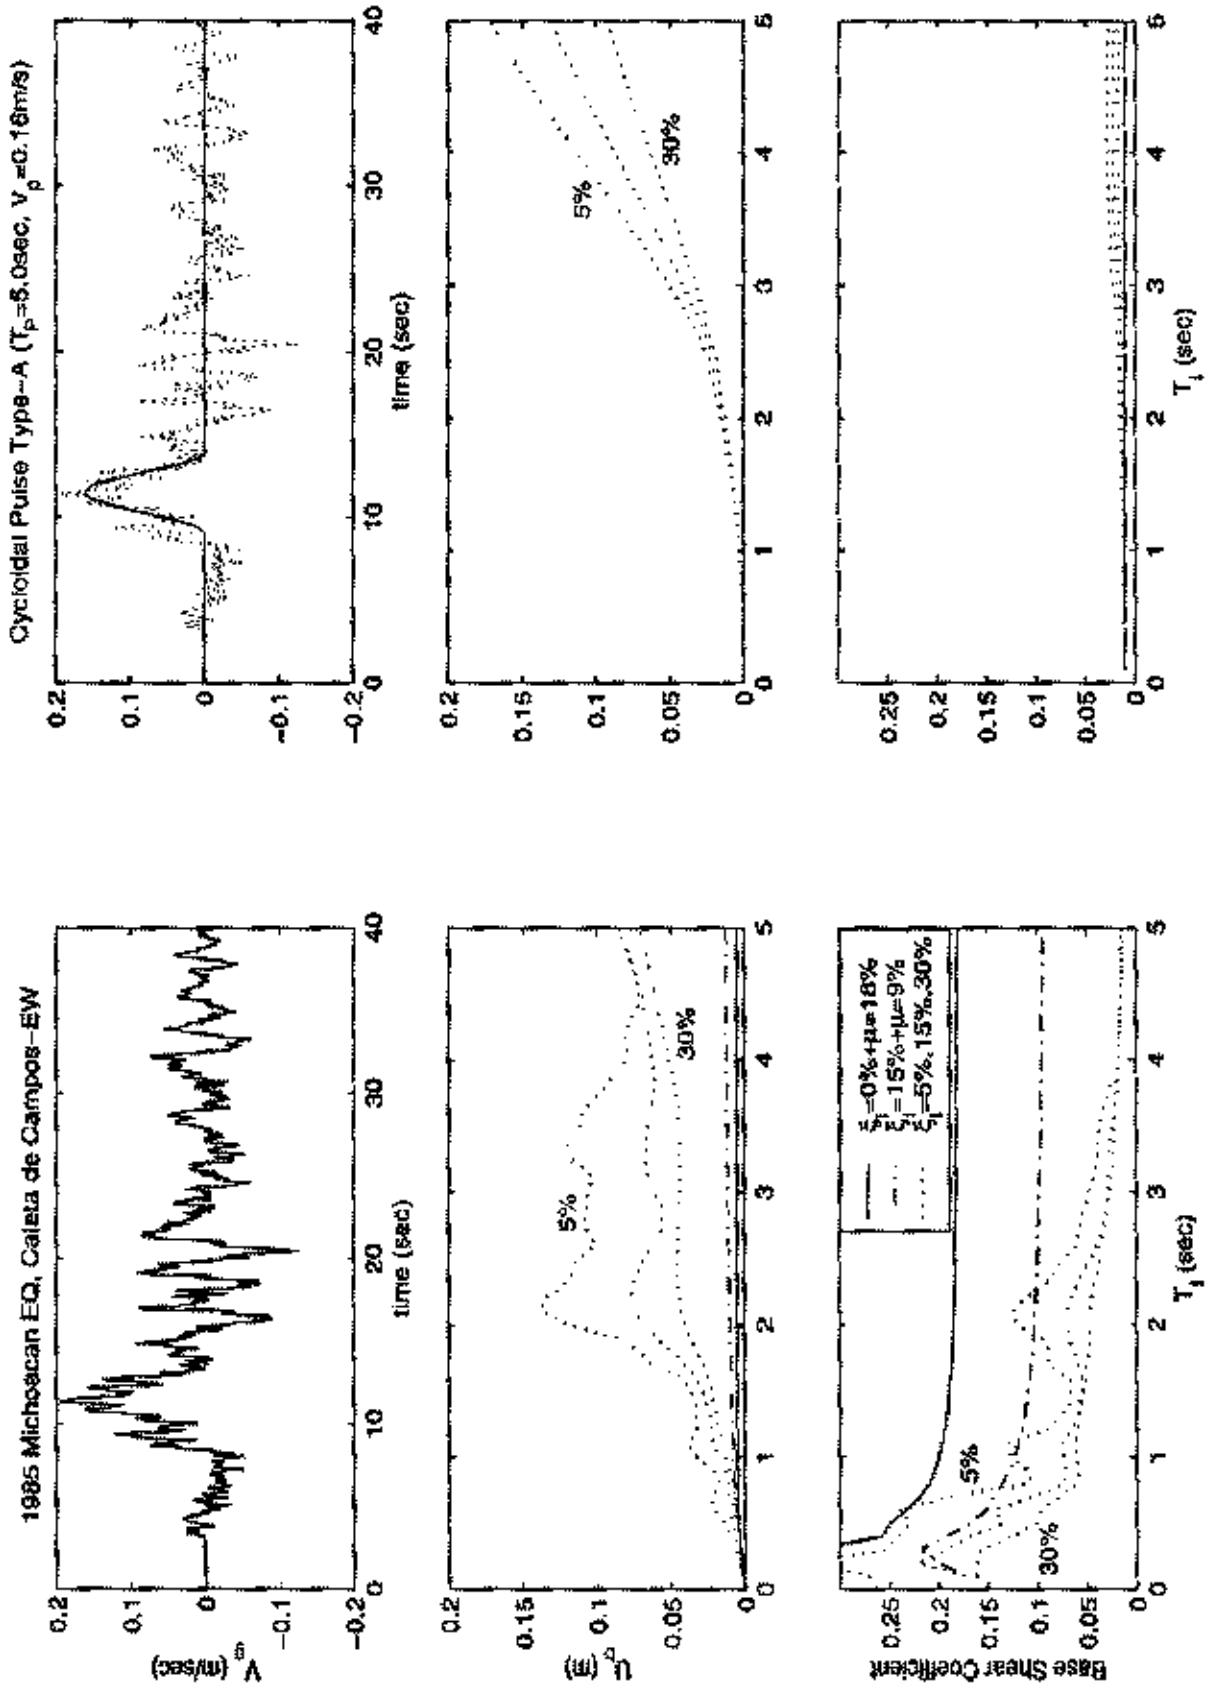 1985 Michoacan EQ, Caleta de Campos-EW
0.2
0.1
0
-0.1
-0.2
V_g (m/sec)
0 10 20 30 40
time (sec)
0.2
0.15
0.1
0.05
0
U_b (m)
5%
30%
0 1 2 3 4 5
0.25
0.2
0.15
0.1
0.05
0
Base Shear Coefficient
ξ_I=0%+μ=18%
ξ_I=15%+μ=9%
ξ_I=5%,15%,30%
5%
30%
0 1 2 3 4 5
T_I (sec)
Cycloidal Pulse Type-A (T_p=5.0sec, V_p=0.16m/s)
0.2
0.1
0
-0.1
-0.2
0 10 20 30 40
time (sec)
0.2
0.15
0.1
0.05
0
5%
30%
0 1 2 3 4 5
0.25
0.2
0.15
0.1
0.05
0
0 1 2 3 4 5
T_I (sec)